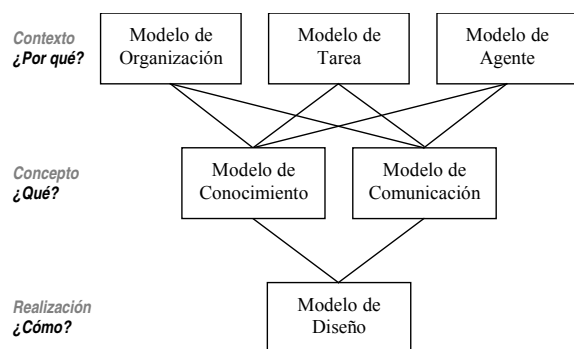 Contexto
¿Por qué?
Modelo de
Organización
Modelo de
Tarea
Modelo de
Agente
Concepto
¿Qué?
Modelo de
Conocimiento
Modelo de
Comunicación
Realización
¿Cómo?
Modelo de
Diseño